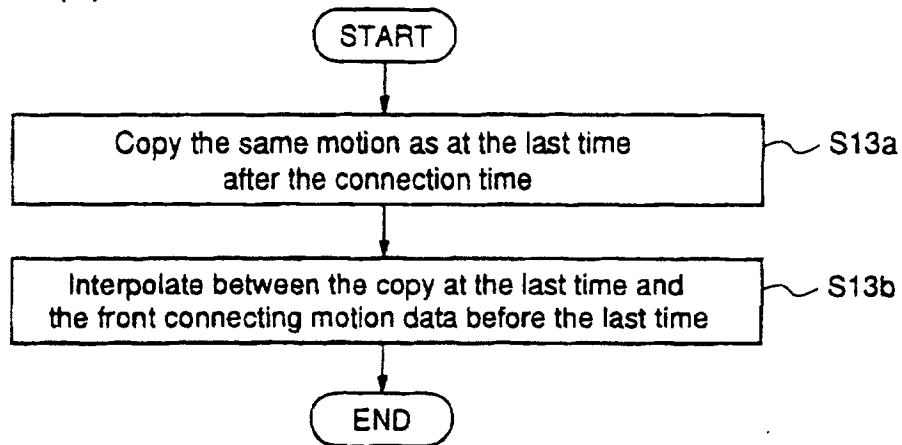 START
Copy the same motion as at the last time
after the connection time
S13a
Interpolate between the copy at the last time and
the front connecting motion data before the last time
S13b
END